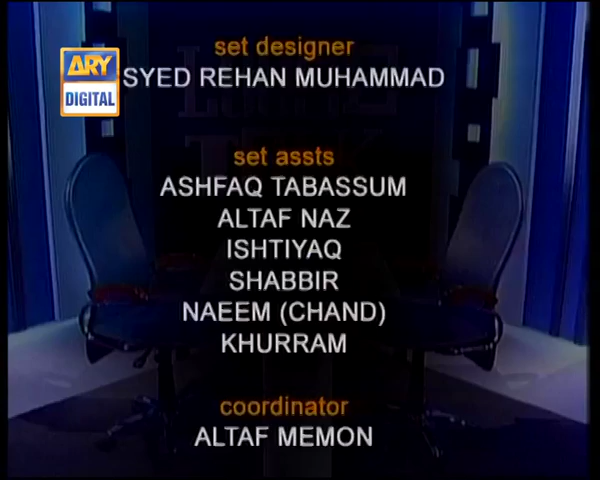 set designer
ARY
DIGITAL
SYED REHAN MUHAMMAD
set assts
ASHFAQ TABASSUM
ALTAF NAZ
ISHTIYAQ
SHABBIR
NAEEM (CHAND)
KHURRAM
coordinator
ALTAF MEMON